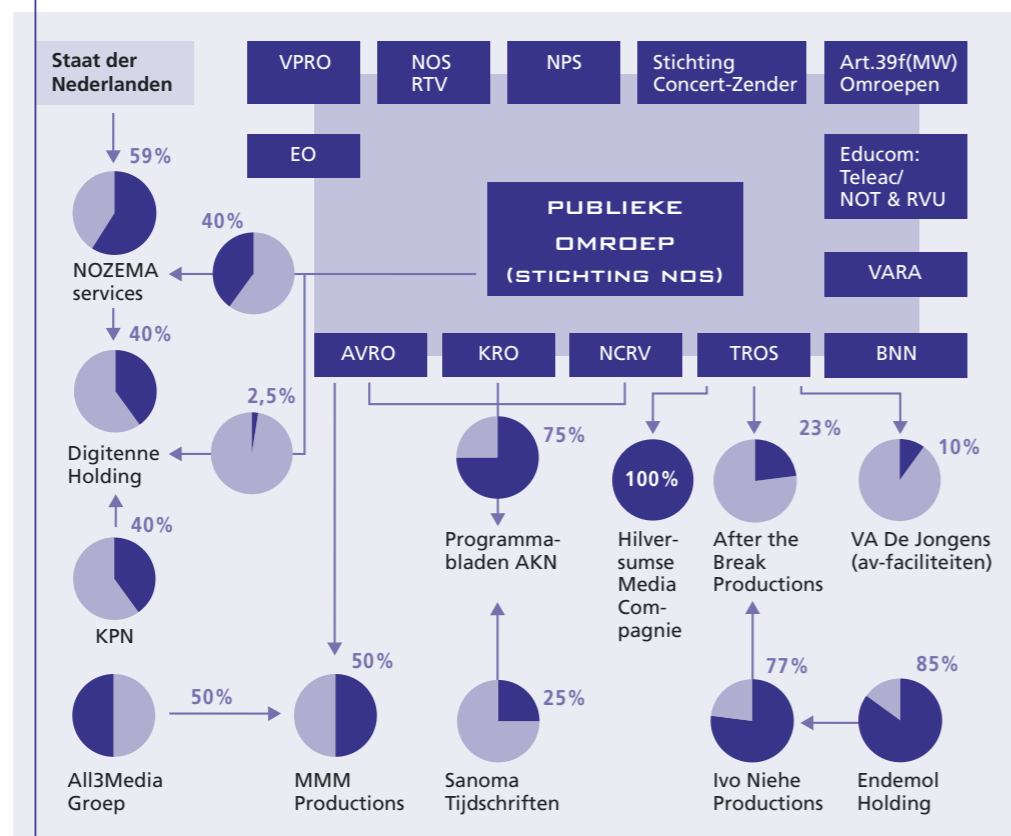 Staat der
Nederlanden
VPRO
NOS
RTV
NPS
Stichting
Concert-Zender
Art.39f(MW)
Omroepen
59%
EO
Educom:
Teleac/
NOT & RVU
PUBLIEKE
OMROEP
(STICHTING NOS)
40%
NOZEMA
services
VARA
40%
AVRO
KRO
NCRV
TROS
BNN
2,5%
Digitenne
Holding
75%
100%
23%
10%
40%
KPN
Programma-
bladen AKN
Hilver-
sumse
Media
Com-
pagnie
After the
Break
Productions
VA De Jongens
(av-faciliteiten)
50%
50%
25%
77%
85%
All3Media
Groep
MMM
Productions
Sanoma
Tijdschriften
Ivo Niehe
Productions
Endemol
Holding